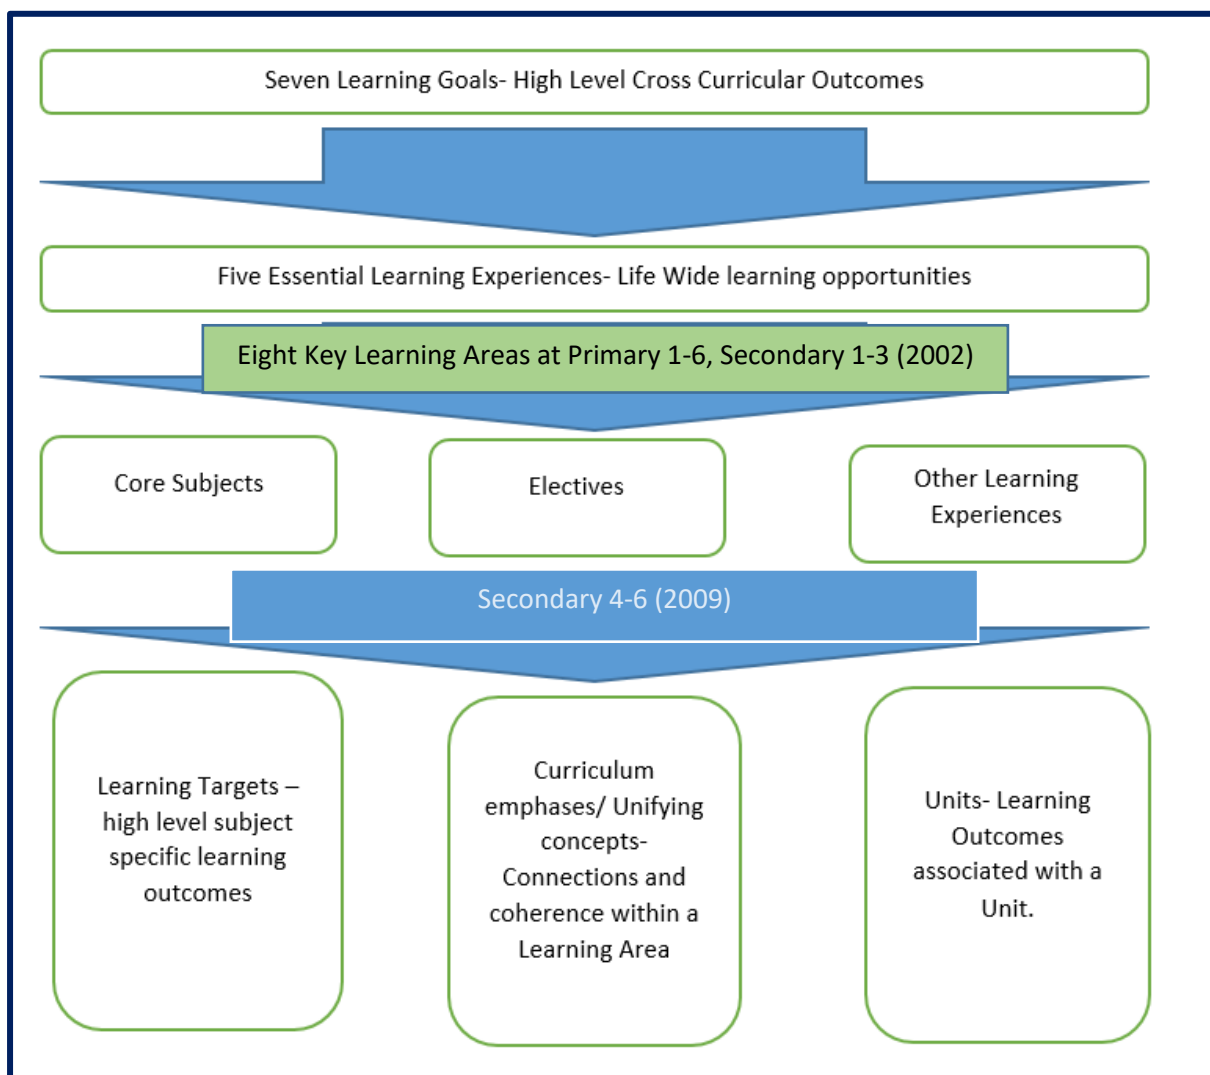 Seven Learning Goals- High Level Cross Curricular Outcomes
Five Essential Learning Experiences- Life Wide learning opportunities
Eight Key Learning Areas at Primary 1-6, Secondary 1-3 (2002)
Core Subjects
Electives
Other Learning
Experiences
Secondary 4-6 (2009)
Learning Targets –
high level subject
specific learning
outcomes
Curriculum
emphases/ Unifying
concepts-
Connections and
coherence within a
Learning Area
Units- Learning
Outcomes
associated with a
Unit.